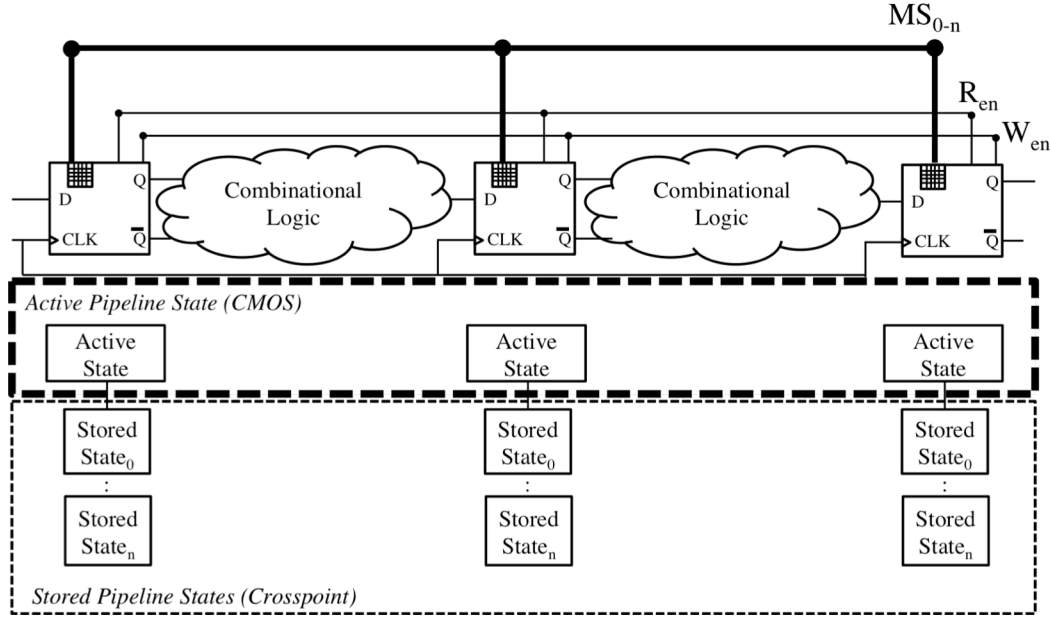 MS0-n
Ren
Wen
D
Q
CLK
Q
Combinational
Logic
D
Q
CLK
Q
Combinational
Logic
D
Q
CLK
Q
Active Pipeline State (CMOS)
Active
State
Active
State
Active
State
Stored
State0
Stored
State0
Stored
State0
⋮
⋮
⋮
Stored
Staten
Stored
Staten
Stored
Staten
Stored Pipeline States (Crosspoint)